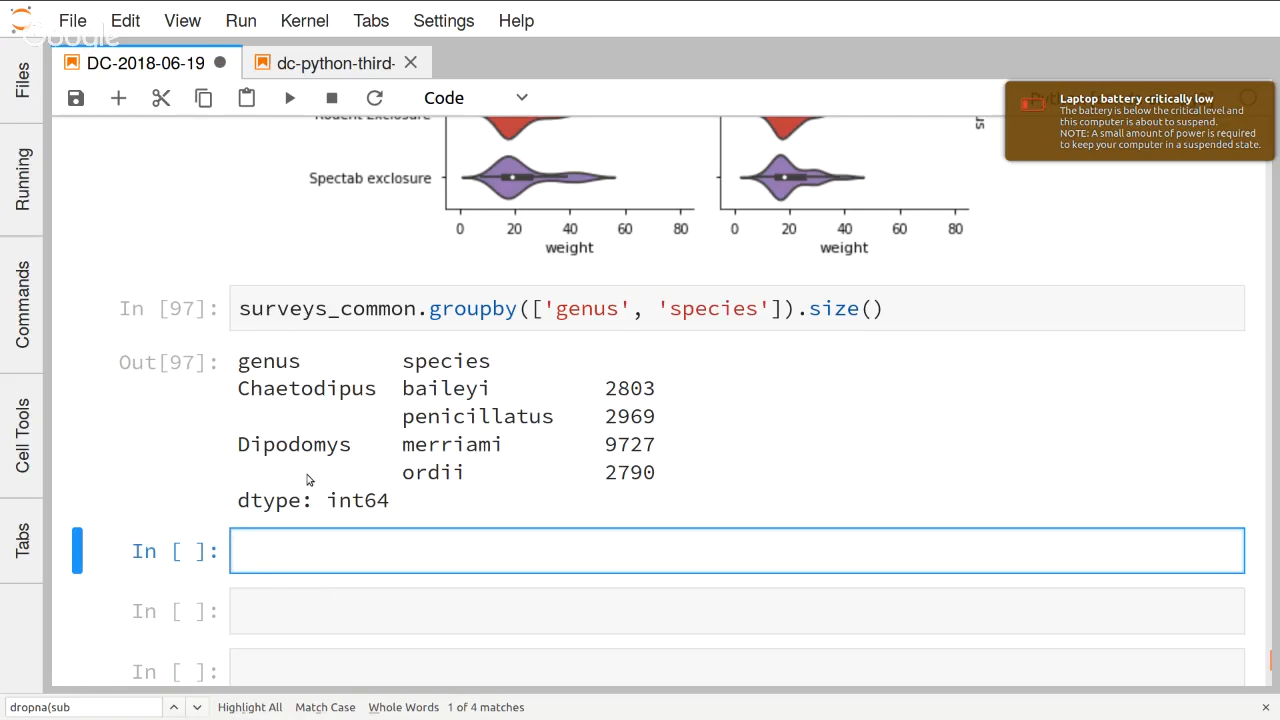 File Edit View Run Kernel Tabs Settings Help
Google
DC-2018-06-19
dc-python-third-
Code
Laptop battery critically low
The battery is below the critical level and
this computer is about to suspend.
NOTE: A small amount of power is required
to keep your computer in a suspended state.
Files
Running
Commands
Cell Tools
Tabs
Rodent Exclosure
Spectab exclosure
0 20 40 60 80
weight
0 20 40 60 80
weight
In [97]: surveys_common.groupby(['genus', 'species']).size()
Out[97]: genus species
Chaetodipus baileyi 2803
penicillatus 2969
Dipodomys merriami 9727
ordii 2790
dtype: int64
In [ ]:
In [ ]:
In [ ]:
dropna(sub Highlight All Match Case Whole Words 1 of 4 matches